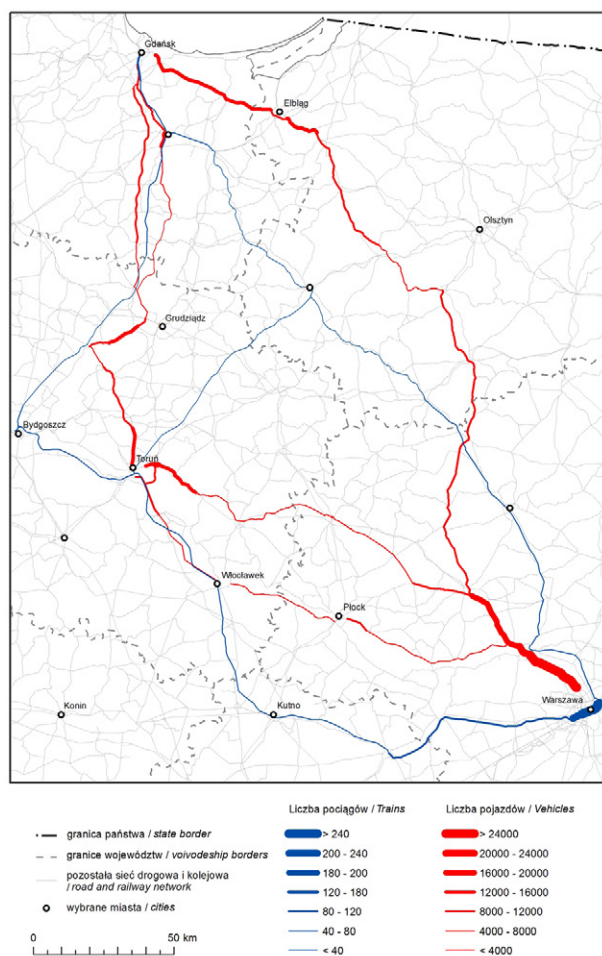 Gdańsk
Elbląg
Olsztyn
Grudziądz
Bydgoszcz
Toruń
Włocławek
Płock
Warszawa
Konin
Kutno
granica państwa / state border
granice województw / voivodeship borders
pozostała sieć drogowa i kolejowa
/ road and railway network
wybrane miasta / cities
0 50 km
Liczba pociągów / Trains
> 240
200 - 240
180 - 200
120 - 180
80 - 120
40 - 80
< 40
Liczba pojazdów / Vehicles
> 24000
20000 - 24000
16000 - 20000
12000 - 16000
8000 - 12000
4000 - 8000
< 4000